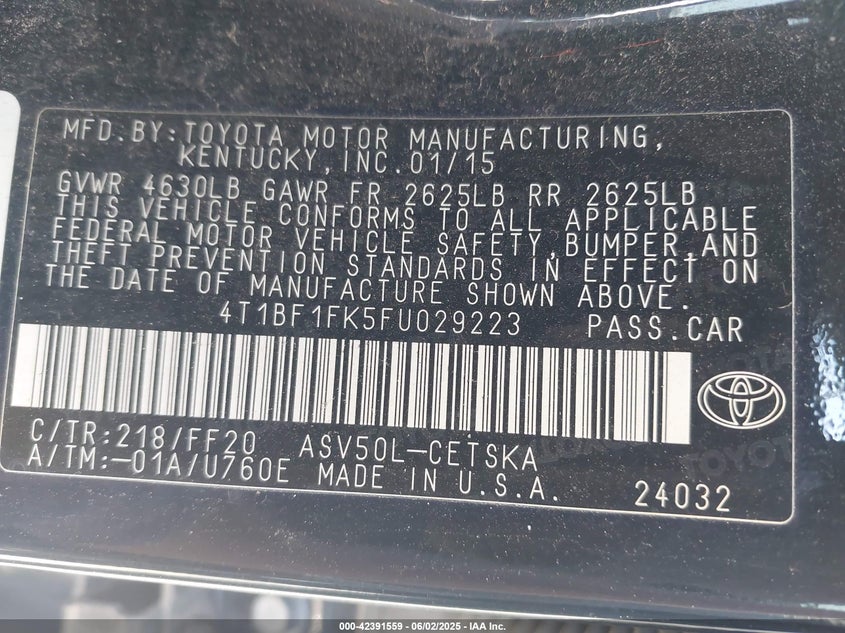 MFD. BY: TOYOTA MOTOR MANUFACTURING,
KENTUCKY, INC. 01/15
GVWR 4630LB GAWR FR 2625LB RR 2625LB
THIS VEHICLE CONFORMS TO ALL APPLICABLE
FEDERAL MOTOR VEHICLE SAFETY, BUMPER, AND
THEFT PREVENTION STANDARDS IN EFFECT ON
THE DATE OF MANUFACTURE SHOWN ABOVE.
4T1BF1FK5FU029223 PASS. CAR
C/TR: 218/FF20 ASV50L-CETSKA
A/TM: -01A/U760E MADE IN U.S.A. 24032
TOYOTA
TOYOTA
000-42391559 - 06/02/2025 - IAA Inc.